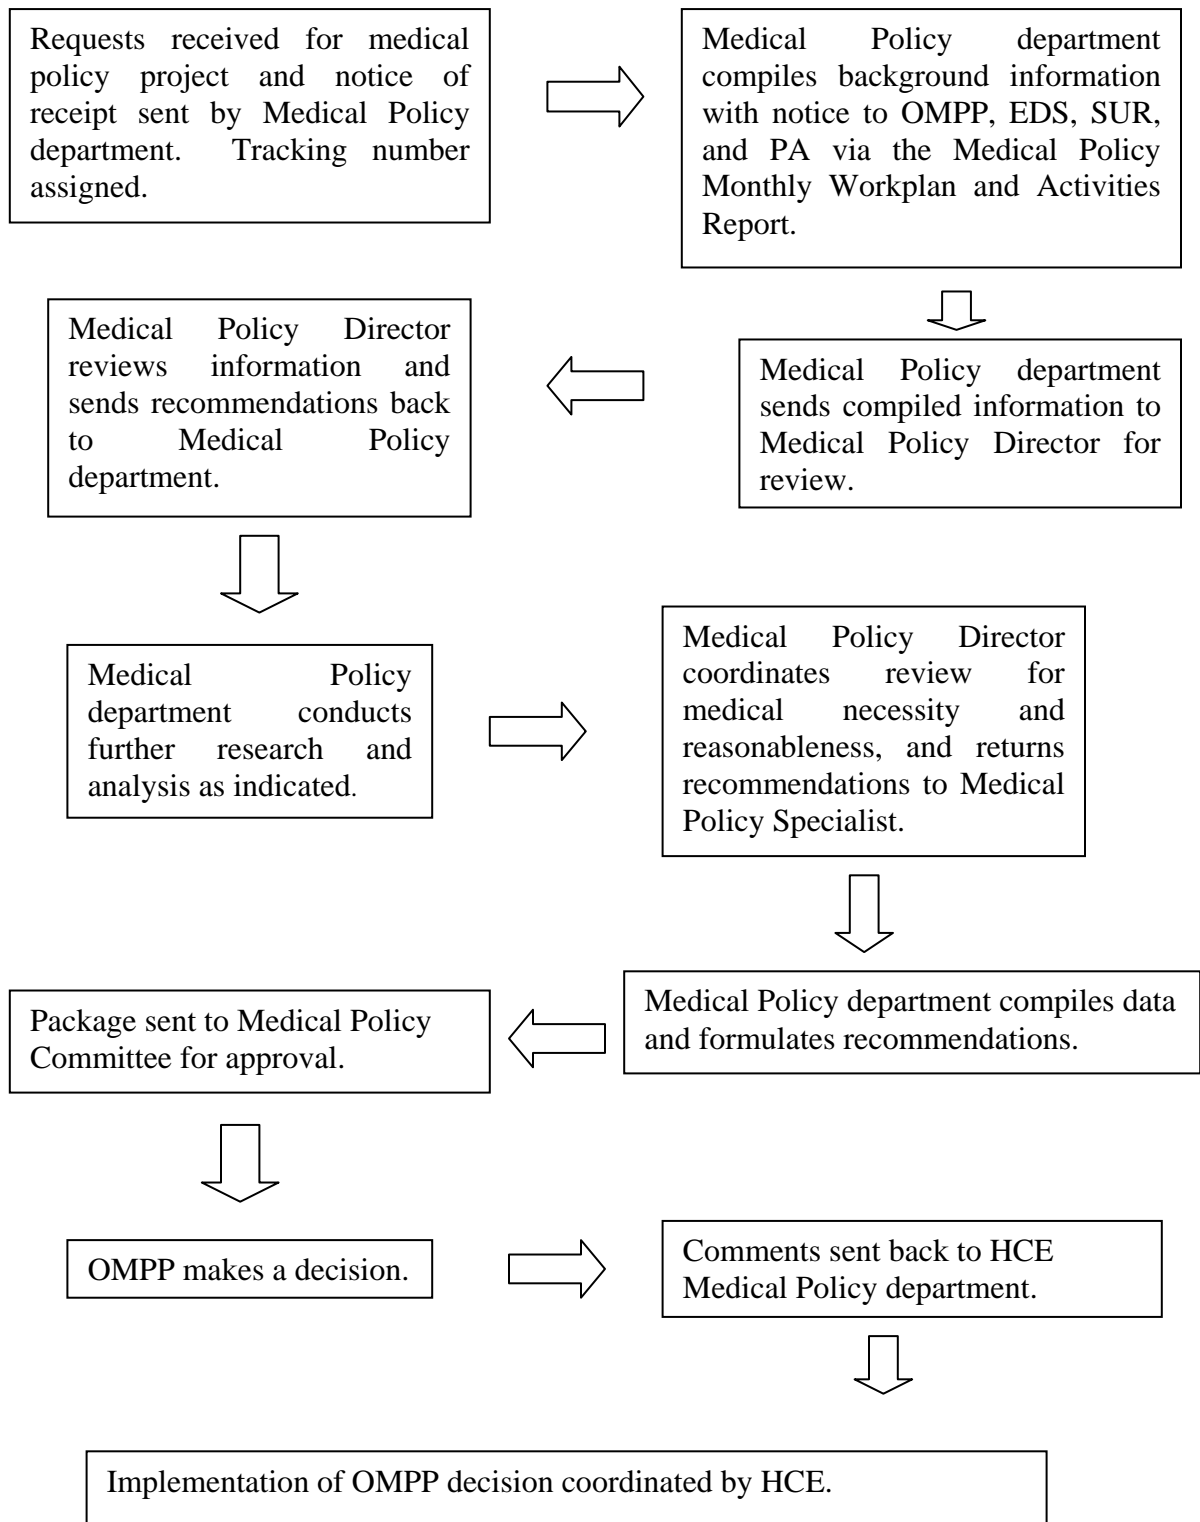 Requests received for medical
policy project and notice of
receipt sent by Medical Policy
department. Tracking number
assigned.
Medical Policy department
compiles background information
with notice to OMPP, EDS, SUR,
and PA via the Medical Policy
Monthly Workplan and Activities
Report.
Medical Policy department
sends compiled information to
Medical Policy Director for
review.
Medical Policy Director
reviews information and
sends recommendations back
to Medical Policy
department.
Medical Policy
department conducts
further research and
analysis as indicated.
Medical Policy Director
coordinates review for
medical necessity and
reasonableness, and returns
recommendations to Medical
Policy Specialist.
Medical Policy department compiles data
and formulates recommendations.
Package sent to Medical Policy
Committee for approval.
OMPP makes a decision.
Comments sent back to HCE
Medical Policy department.
Implementation of OMPP decision coordinated by HCE.